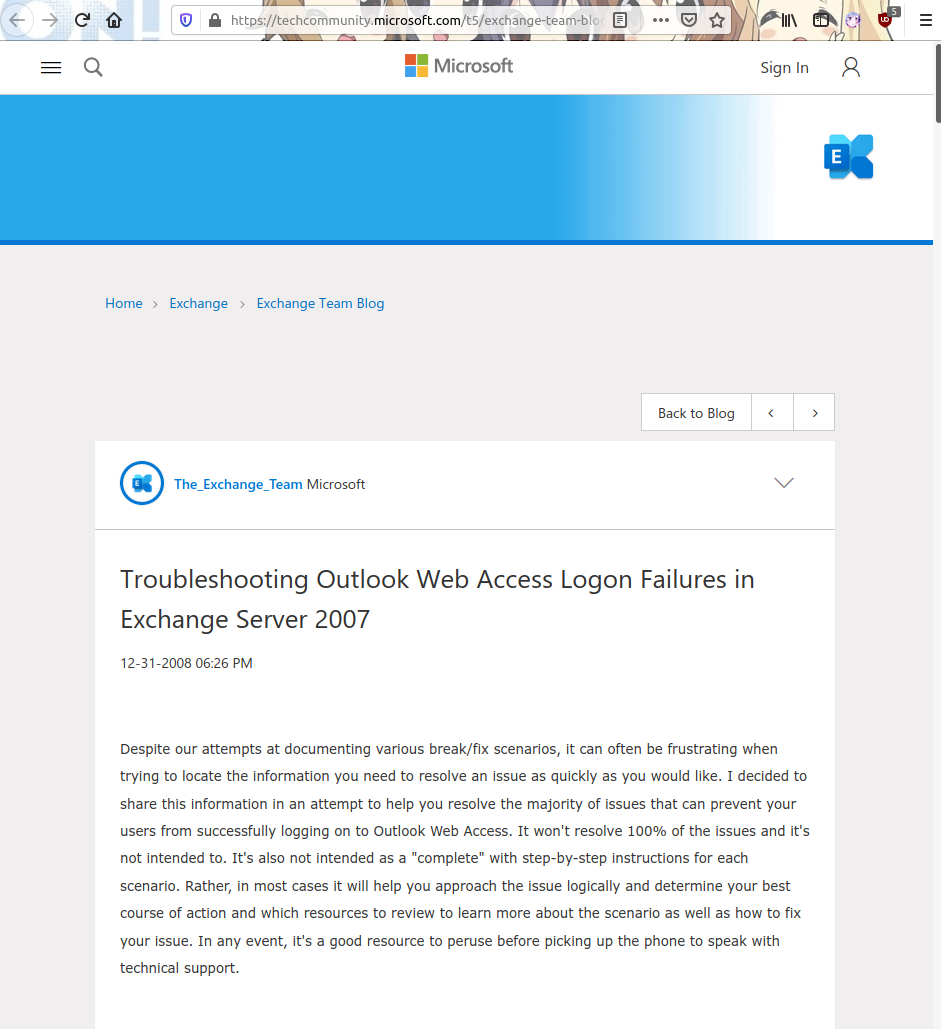 https://techcommunity.microsoft.com/t5/exchange-team-blo
5
Microsoft
Sign In
E
Home > Exchange > Exchange Team Blog
Back to Blog < >
E
The_Exchange_Team Microsoft
Troubleshooting Outlook Web Access Logon Failures in
Exchange Server 2007
12-31-2008 06:26 PM
Despite our attempts at documenting various break/fix scenarios, it can often be frustrating when
trying to locate the information you need to resolve an issue as quickly as you would like. I decided to
share this information in an attempt to help you resolve the majority of issues that can prevent your
users from successfully logging on to Outlook Web Access. It won't resolve 100% of the issues and it's
not intended to. It's also not intended as a "complete" with step-by-step instructions for each
scenario. Rather, in most cases it will help you approach the issue logically and determine your best
course of action and which resources to review to learn more about the scenario as well as how to fix
your issue. In any event, it's a good resource to peruse before picking up the phone to speak with
technical support.